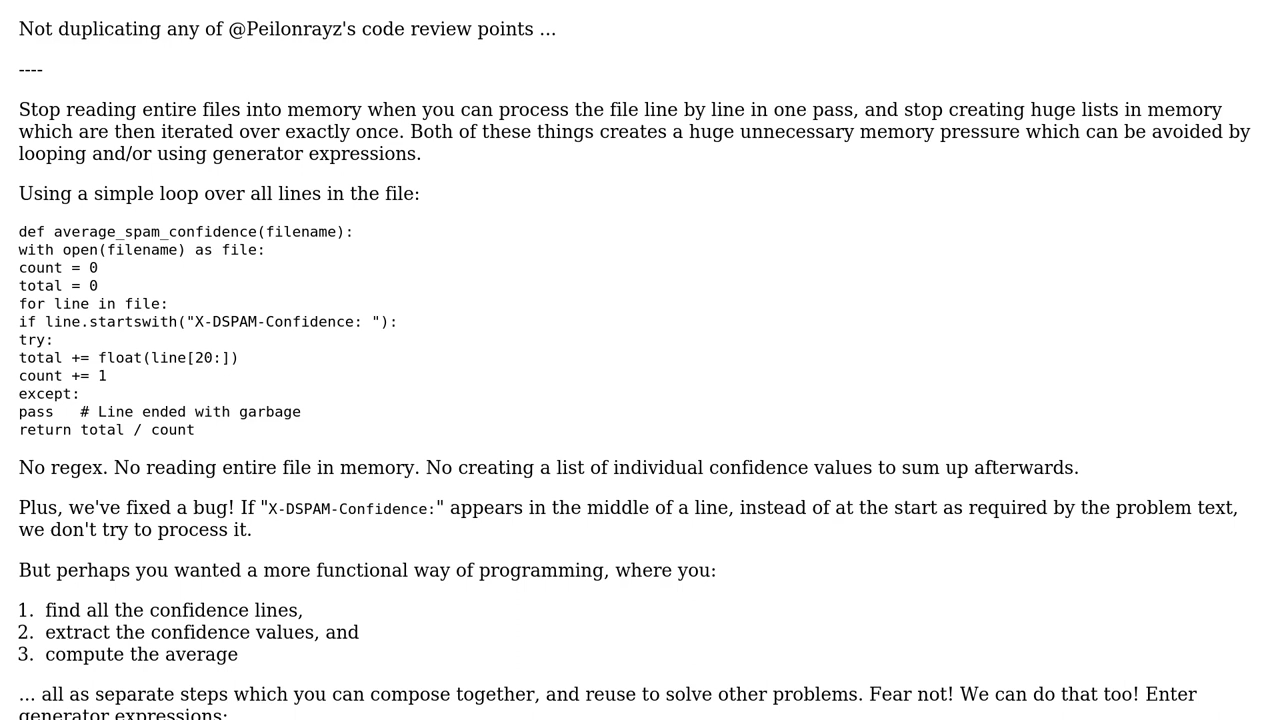 Not duplicating any of @Peilonrayz's code review points ...
----
Stop reading entire files into memory when you can process the file line by line in one pass, and stop creating huge lists in memory
which are then iterated over exactly once. Both of these things creates a huge unnecessary memory pressure which can be avoided by
looping and/or using generator expressions.
Using a simple loop over all lines in the file:
def average_spam_confidence(filename):
with open(filename) as file:
count = 0
total = 0
for line in file:
if line.startswith("X-DSPAM-Confidence: "):
try:
total += float(line[20:])
count += 1
except:
pass   # Line ended with garbage
return total / count
No regex. No reading entire file in memory. No creating a list of individual confidence values to sum up afterwards.
Plus, we've fixed a bug! If "X-DSPAM-Confidence:" appears in the middle of a line, instead of at the start as required by the problem text,
we don't try to process it.
But perhaps you wanted a more functional way of programming, where you:
1. find all the confidence lines,
2. extract the confidence values, and
3. compute the average
... all as separate steps which you can compose together, and reuse to solve other problems. Fear not! We can do that too! Enter
generator expressions: